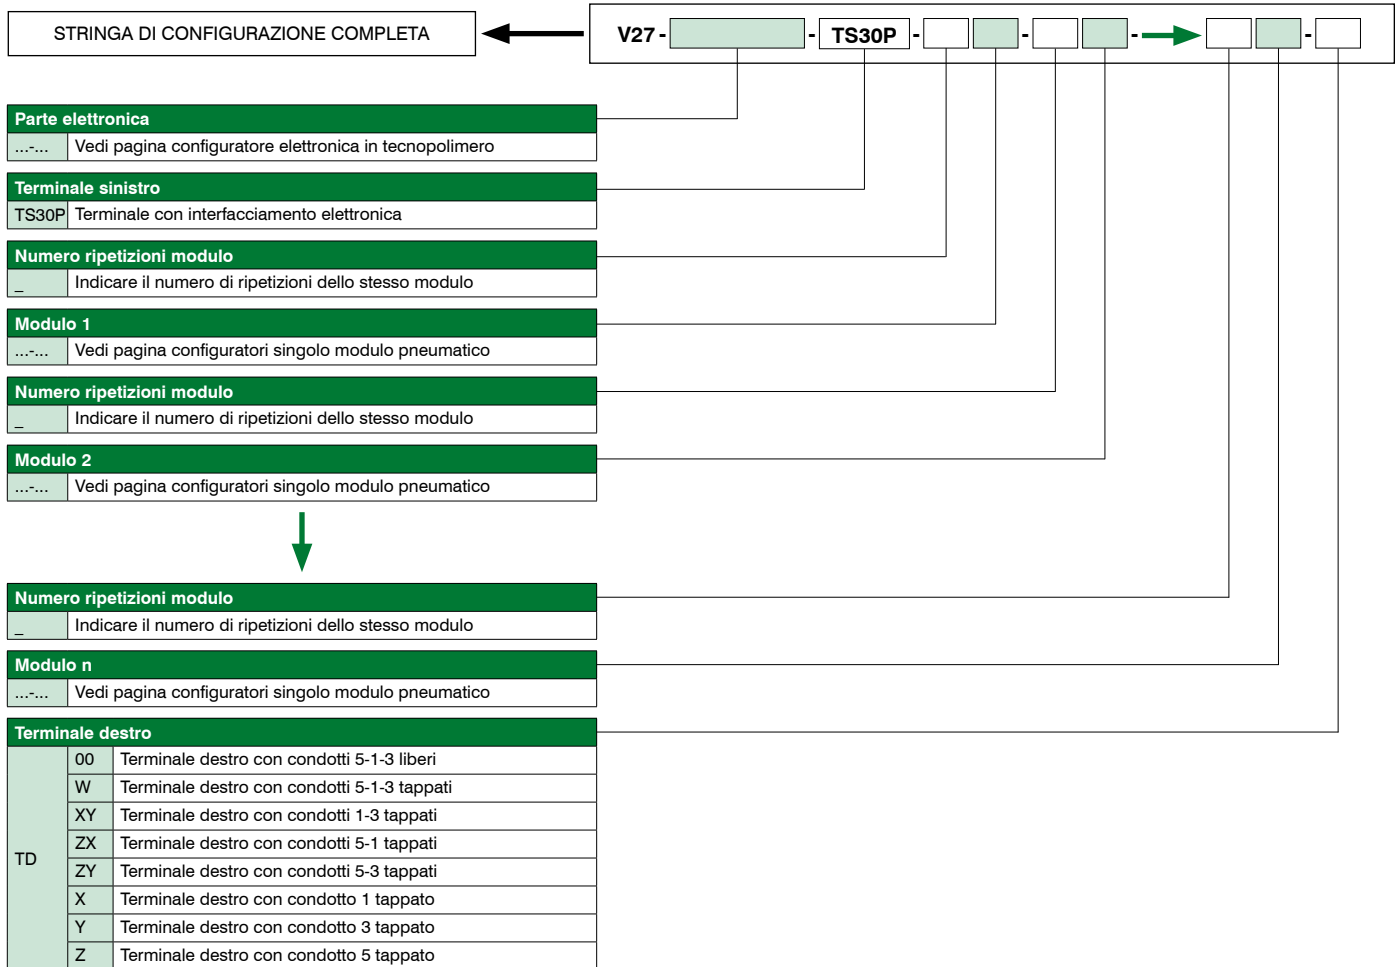 STRINGA DI CONFIGURAZIONE COMPLETA
V27 - - TS30P - - - -
Parte elettronica
...-... Vedi pagina configuratore elettronica in tecnopolimero
Terminale sinistro
TS30P Terminale con interfacciamento elettronica
Numero ripetizioni modulo
_ Indicare il numero di ripetizioni dello stesso modulo
Modulo 1
...-... Vedi pagina configuratori singolo modulo pneumatico
Numero ripetizioni modulo
_ Indicare il numero di ripetizioni dello stesso modulo
Modulo 2
...-... Vedi pagina configuratori singolo modulo pneumatico
Numero ripetizioni modulo
_ Indicare il numero di ripetizioni dello stesso modulo
Modulo n
...-... Vedi pagina configuratori singolo modulo pneumatico
Terminale destro
TD
00 Terminale destro con condotti 5-1-3 liberi
W Terminale destro con condotti 5-1-3 tappati
XY Terminale destro con condotti 1-3 tappati
ZX Terminale destro con condotti 5-1 tappati
ZY Terminale destro con condotti 5-3 tappati
X Terminale destro con condotto 1 tappato
Y Terminale destro con condotto 3 tappato
Z Terminale destro con condotto 5 tappato